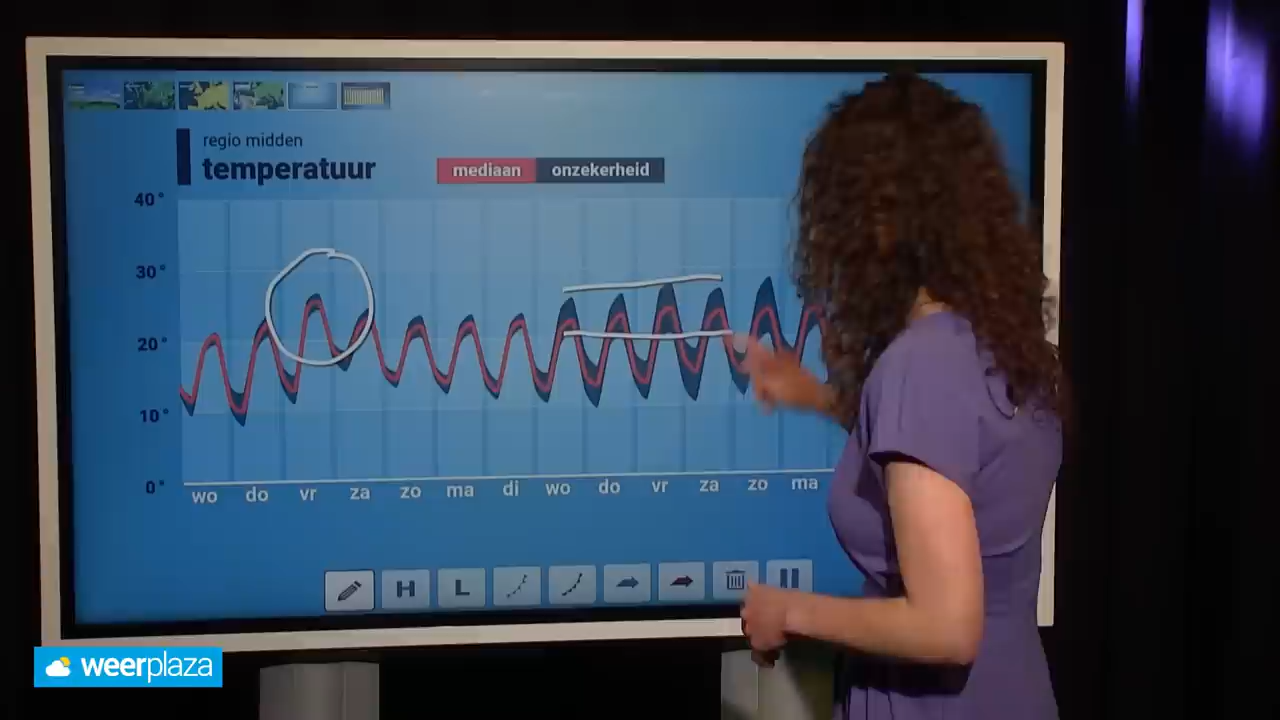 regio midden
temperatuur
mediaan onzekerheid
40°
30°
20°
10°
0°
wo do vr za zo ma di wo do vr za zo ma
H L
weerplaza